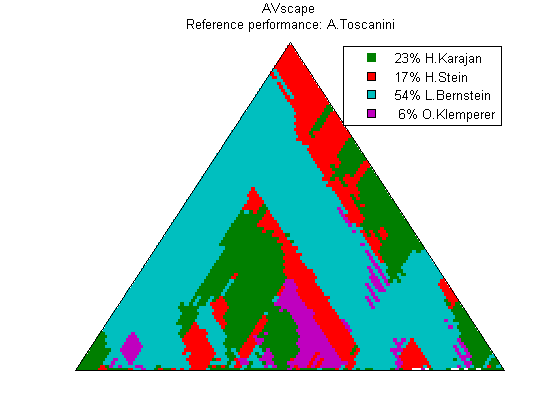 AVscape
Reference performance: A.Toscanini
23% H.Karajan
17% H.Stein
54% L.Bernstein
6% O.Klemperer